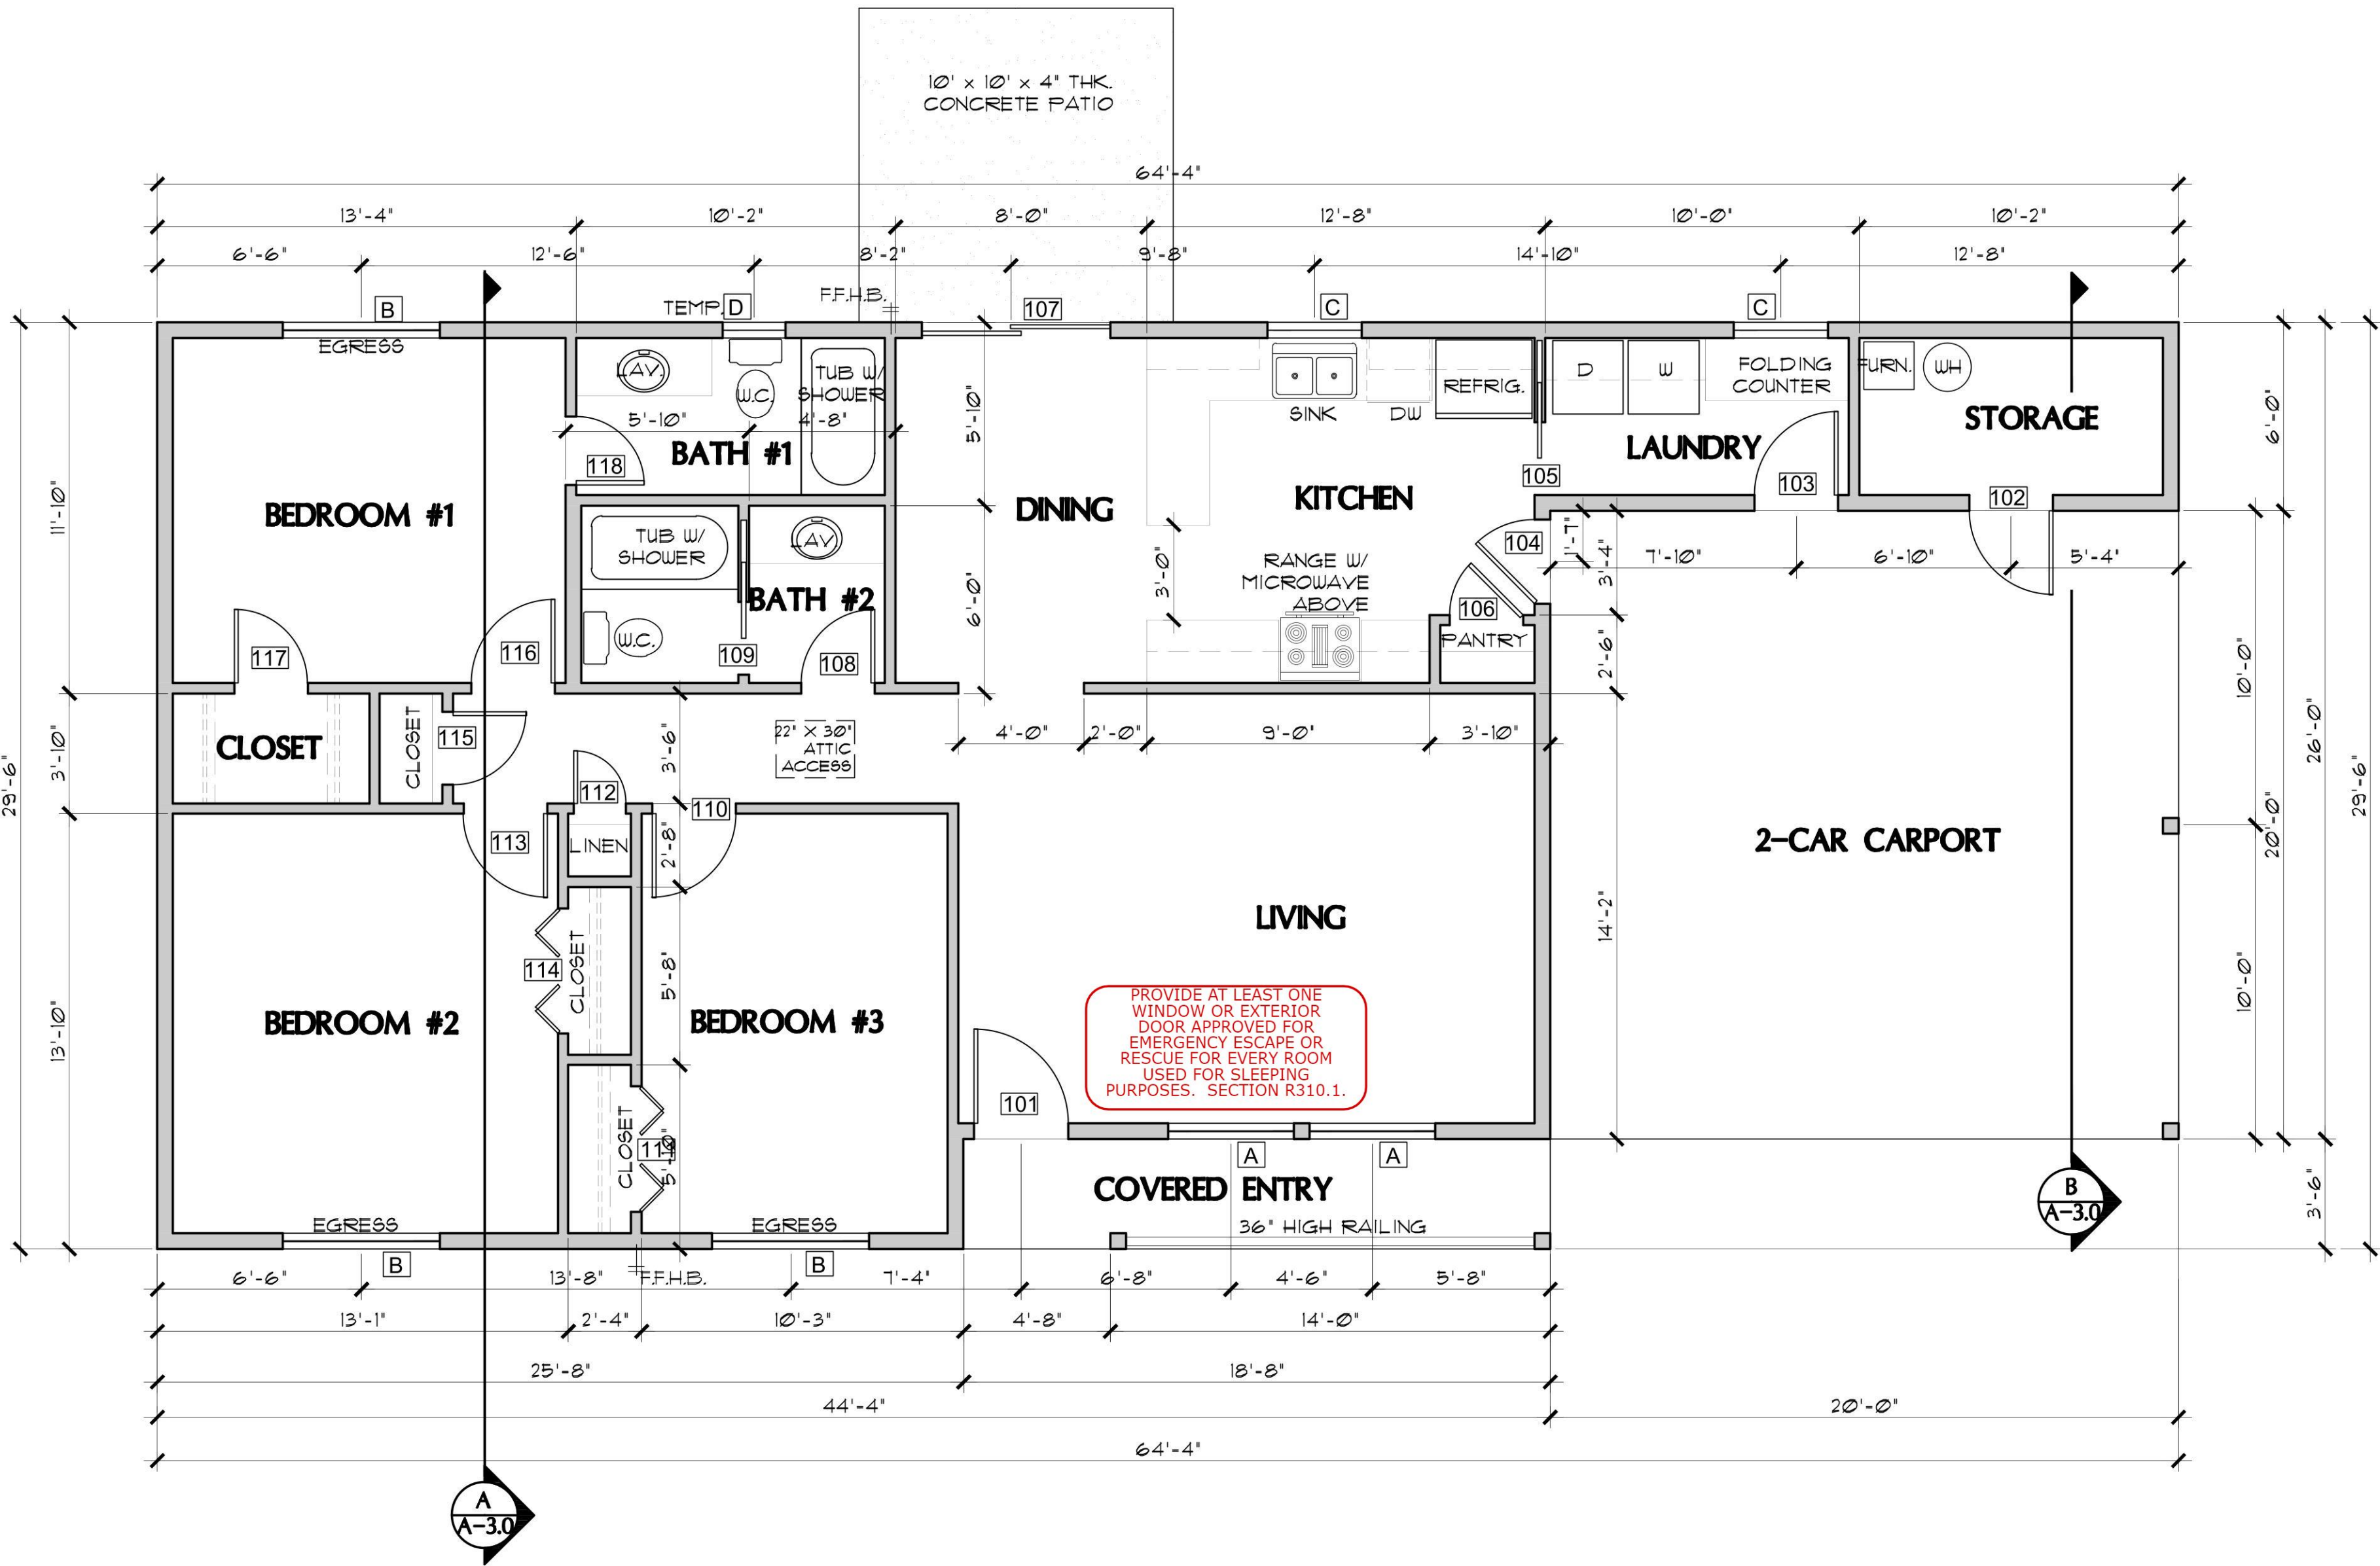 10' x 10' x 4" THK.
CONCRETE PATIO
64'-4"
13'-4"
10'-2"
8'-0"
12'-8"
10'-0"
10'-2"
6'-6"
12'-6"
8'-2"
9'-8"
14'-10"
12'-8"
B
TEMP.
D
F.F.H.B.
107
C
C
EGRESS
LAV.
W.C.
TUB W/
SHOWER
5'-10"
4'-8"
BATH #1
118
5'-10"
SINK
DW
REFRIG.
D
W
FOLDING
COUNTER
FURN.
WH
STORAGE
LAUNDRY
6'-0"
105
103
102
11'-10"
BEDROOM #1
DINING
KITCHEN
TUB W/
SHOWER
LAV
BATH #2
W.C.
109
108
6'-0"
3'-0"
RANGE W/
MICROWAVE
ABOVE
104
106
PANTRY
1'-7"
3'-4"
2'-6"
7'-10"
6'-10"
5'-4"
117
116
10'-0"
26'-0"
29'-6"
3'-10"
CLOSET
CLOSET
115
112
3'-6"
22" X 30"
ATTIC
ACCESS
4'-0"
2'-0"
9'-0"
3'-10"
29'-6"
110
113
LINEN
2'-8"
2-CAR CARPORT
20'-0"
LIVING
14'-2"
114
CLOSET
5'-8"
10'-0"
13'-10"
BEDROOM #2
BEDROOM #3
PROVIDE AT LEAST ONE
WINDOW OR EXTERIOR
DOOR APPROVED FOR
EMERGENCY ESCAPE OR
RESCUE FOR EVERY ROOM
USED FOR SLEEPING
PURPOSES. SECTION R310.1.
101
CLOSET
5'-10"
A
A
COVERED ENTRY
36" HIGH RAILING
B
A-3.0
3'-6"
EGRESS
EGRESS
B
B
F.F.H.B.
6'-6"
13'-8"
7'-4"
6'-8"
4'-6"
5'-8"
13'-1"
2'-4"
10'-3"
4'-8"
14'-0"
25'-8"
18'-8"
44'-4"
20'-0"
64'-4"
A
A-3.0